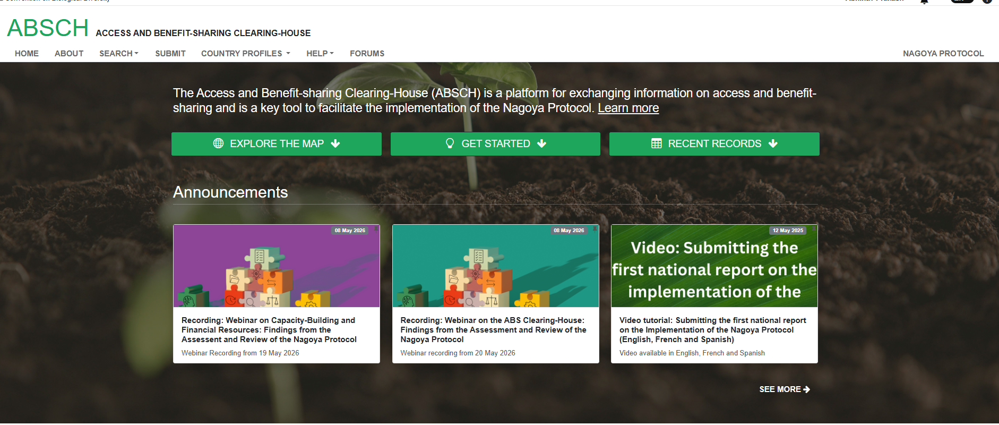 Convention on Biological Diversity
Abhinav Prakash
EN
ABSCH ACCESS AND BENEFIT-SHARING CLEARING-HOUSE
HOME ABOUT SEARCH SUBMIT COUNTRY PROFILES HELP FORUMS NAGOYA PROTOCOL
The Access and Benefit-sharing Clearing-House (ABSCH) is a platform for exchanging information on access and benefit-
sharing and is a key tool to facilitate the implementation of the Nagoya Protocol. Learn more
EXPLORE THE MAP GET STARTED RECENT RECORDS
Announcements
08 May 2026
Recording: Webinar on Capacity-Building and
Financial Resources: Findings from the
Assessent and Review of the Nagoya Protocol
Webinar Recording from 19 May 2026
08 May 2026
Recording: Webinar on the ABS Clearing-House:
Findings from the Assessment and Review of the
Nagoya Protocol
Webinar recording from 20 May 2026
12 May 2025
Video: Submitting the
first national report on the
implementation of the
Video tutorial: Submitting the first national report
on the Implementation of the Nagoya Protocol
(English, French and Spanish)
Video available in English, French and Spanish
SEE MORE